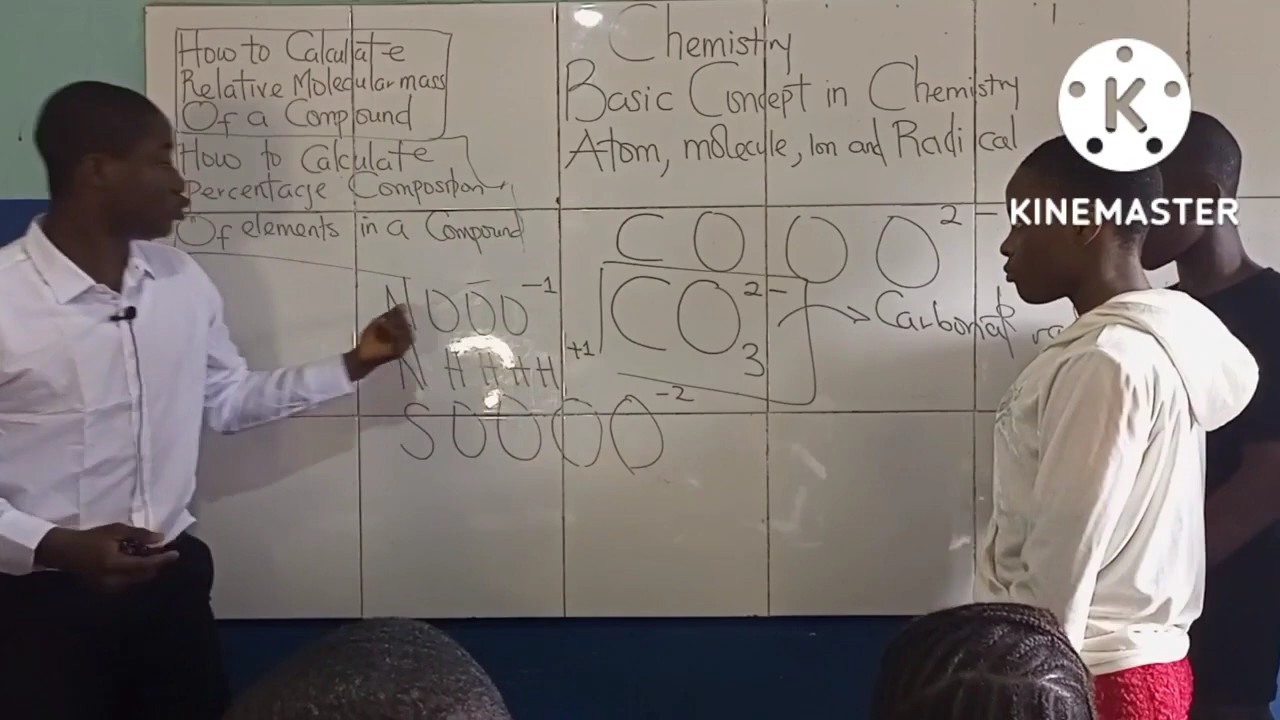 How to Calculate
Relative Molecular mass
Of a Compound
How to Calculate
Percentage Composition
Of elements in a Compound
Chemistry
Basic Concept in Chemistry
Atom, molecule, Ion and Radical
C O O O 2-
CO3 2-
N O O O -1
N H H H H +1
S O O O O -2
KINEMASTER